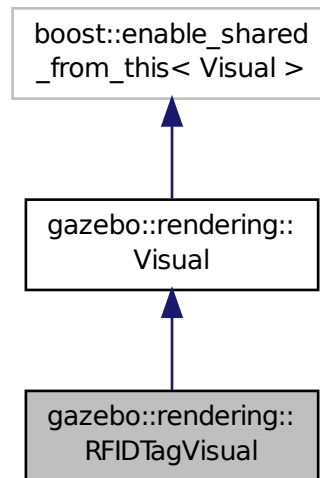 boost::enable_shared
_from_this< Visual >
gazebo::rendering::
Visual
gazebo::rendering::
RFIDTagVisual